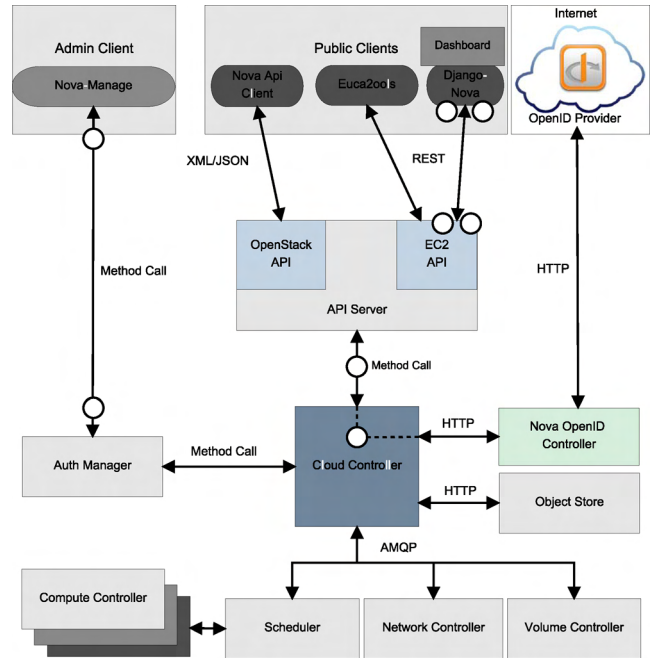 Internet
Admin Client
Public Clients
Dashboard
Nova-Manage
Nova Api
Client
Euca2ools
Django-
Nova
OpenID Provider
XML/JSON
REST
OpenStack
API
EC2
API
Method Call
HTTP
API Server
Method Call
Nova OpenID
Controller
HTTP
Auth Manager
Method Call
Cloud Controller
HTTP
Object Store
AMQP
Compute Controller
Scheduler
Network Controller
Volume Controller